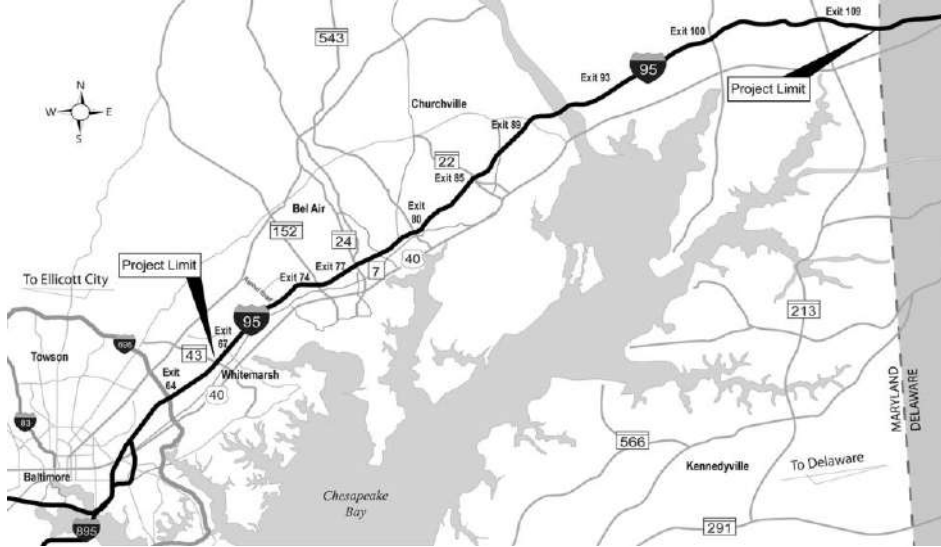 Exit 109
Exit 100
543
95
Exit 93
Project Limit
N
W
E
S
Churchville
Exit 89
22
Exit 85
Bel Air
Exit
80
152
24
Project Limit
40
Exit 77
7
To Ellicott City
Exit 74
213
95
Exit
67
695
43
Towson
Exit
64
Whitemarsh
40
MARYLAND
DELAWARE
83
566
Kennedyville
To Delaware
Baltimore
Chesapeake
Bay
895
291